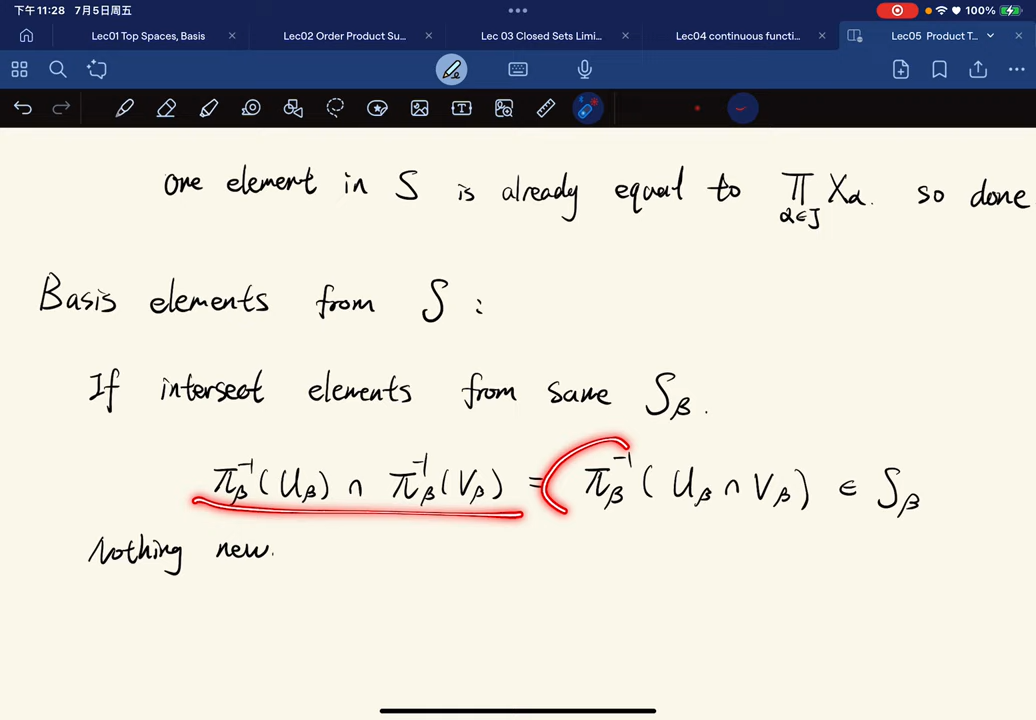 下午11:28 7月5日周五
100%
Lec01 Top Spaces, Basis
Lec02 Order Product Su...
Lec 03 Closed Sets Limi...
Lec04 continuous functi...
Lec05 Product T...
One element in S is already equal to ∏_{α∈J} Xα. so done
Basis elements from S :
If intersect elements from same S_β.
π_β⁻¹(U_β) ∩ π_β⁻¹(V_β) = π_β⁻¹(U_β ∩ V_β) ∈ S_β
Nothing new.